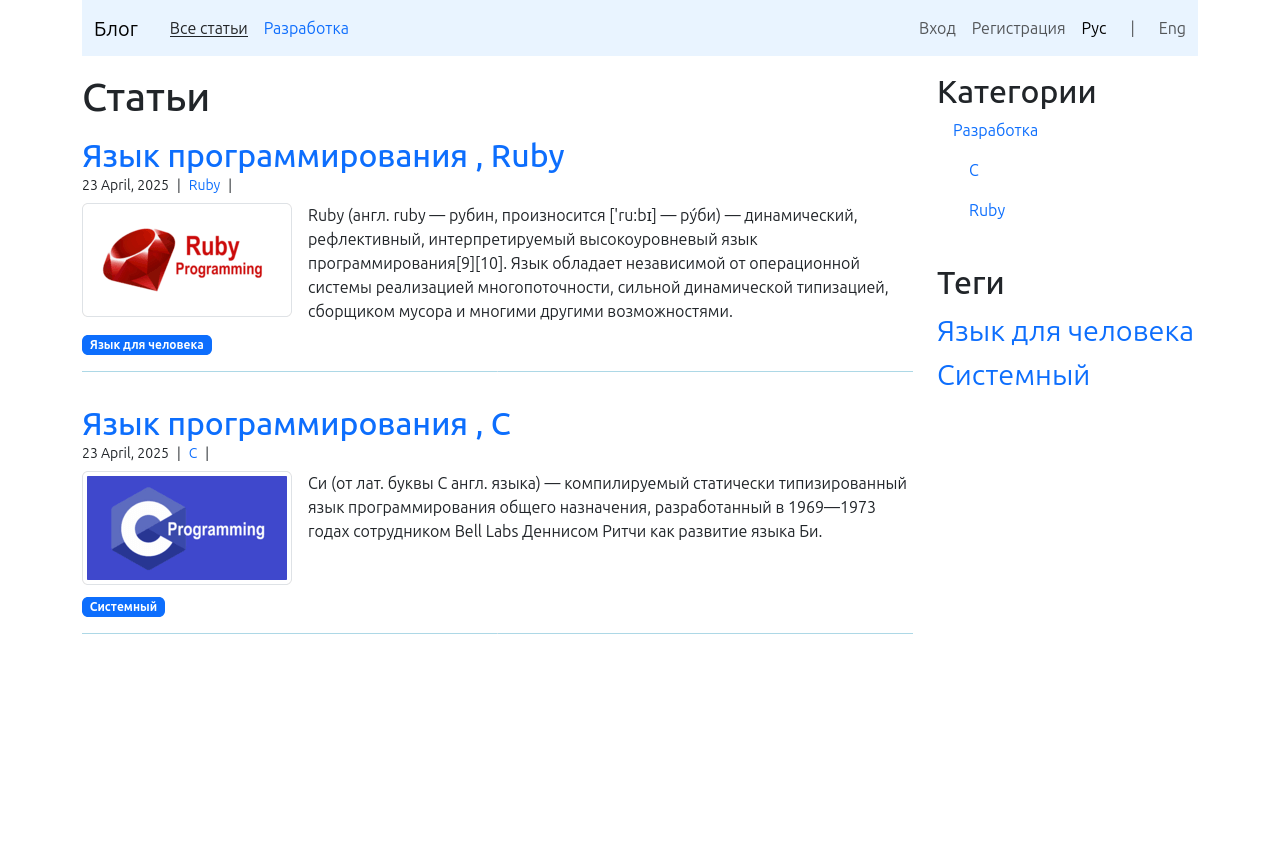 Блог Все статьи Разработка Вход Регистрация Рус | Eng
Статьи
Язык программирования , Ruby
23 April, 2025 | Ruby |
Ruby Programming
Ruby (англ. ruby — рубин, произносится ['ru:bɪ] — ру́би) — динамический,
рефлективный, интерпретируемый высокоуровневый язык
программирования[9][10]. Язык обладает независимой от операционной
системы реализацией многопоточности, сильной динамической типизацией,
сборщиком мусора и многими другими возможностями.
Язык для человека
Язык программирования , C
23 April, 2025 | C |
C Programming
Си (от лат. буквы C англ. языка) — компилируемый статически типизированный
язык программирования общего назначения, разработанный в 1969—1973
годах сотрудником Bell Labs Деннисом Ритчи как развитие языка Би.
Системный
Категории
Разработка
C
Ruby
Теги
Язык для человека
Системный